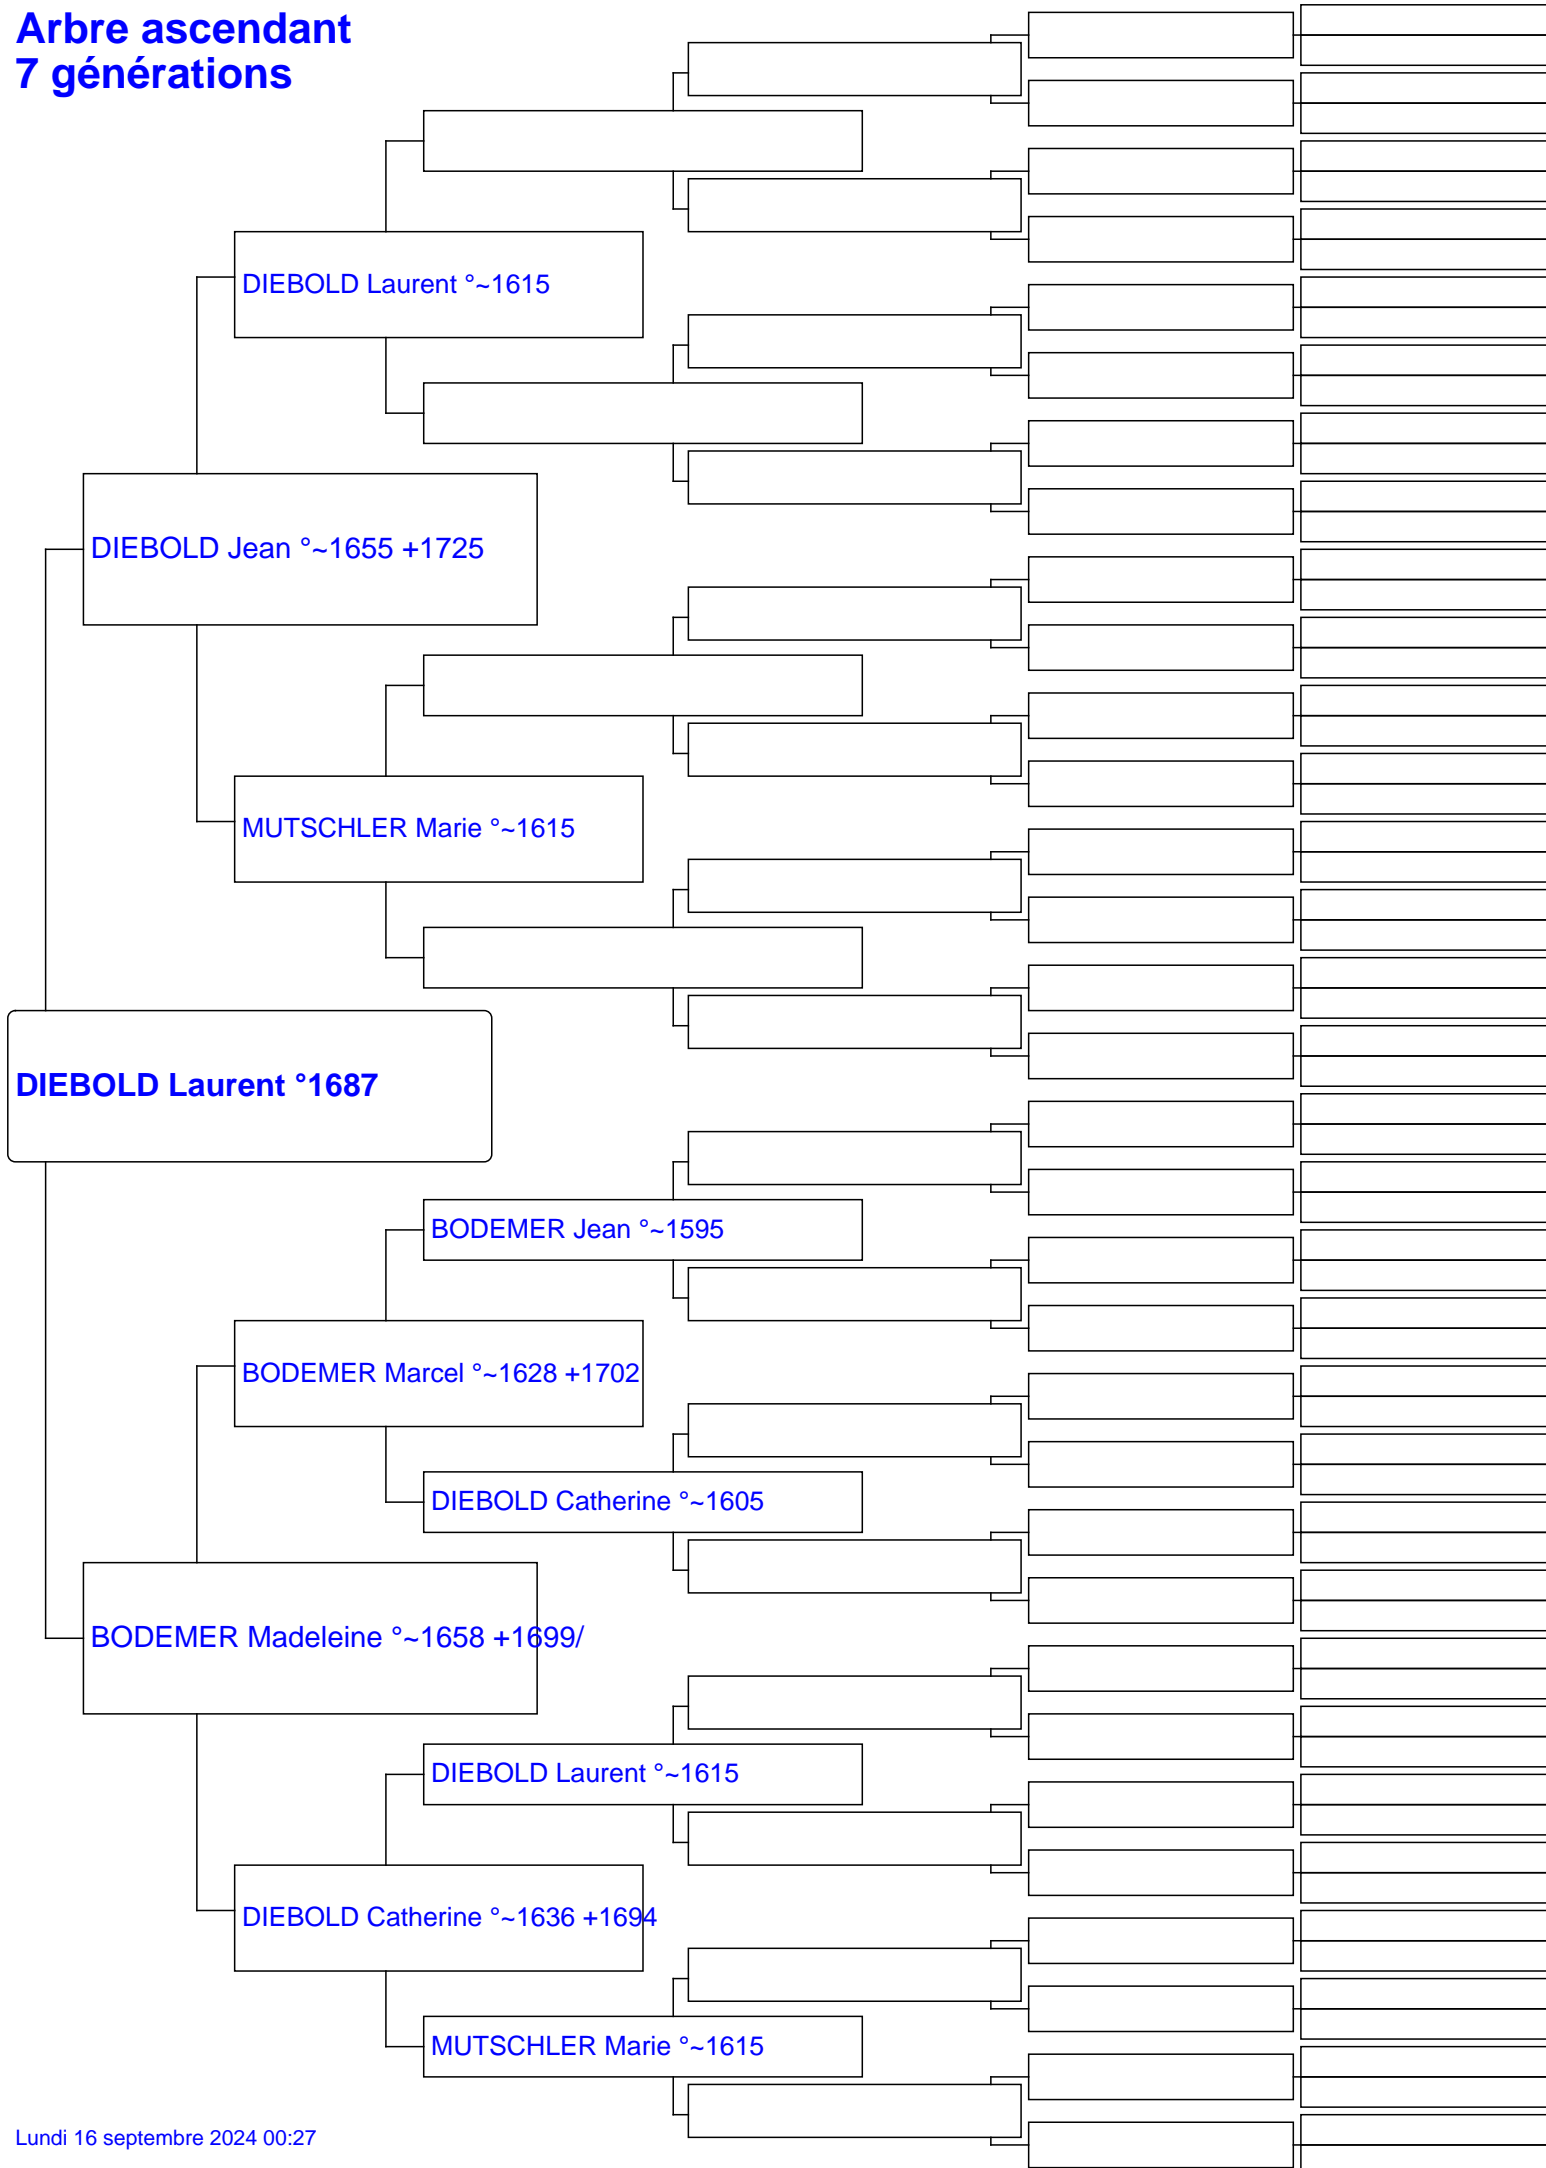 Arbre ascendant
7 générations
DIEBOLD Laurent °~1615
DIEBOLD Jean °~1655 +1725
MUTSCHLER Marie °~1615
DIEBOLD Laurent °1687
BODEMER Jean °~1595
BODEMER Marcel °~1628 +1702
DIEBOLD Catherine °~1605
BODEMER Madeleine °~1658 +1699/
DIEBOLD Laurent °~1615
DIEBOLD Catherine °~1636 +1694
MUTSCHLER Marie °~1615
Lundi 16 septembre 2024 00:27